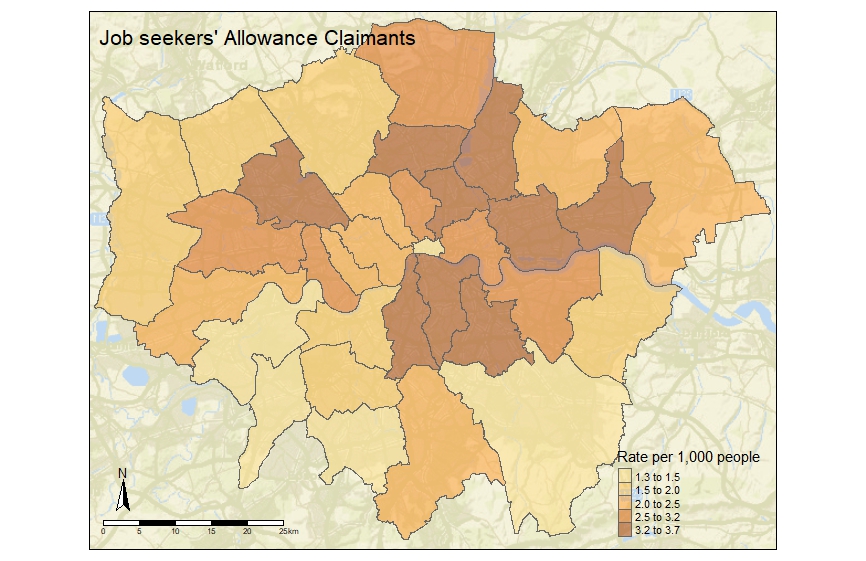 Job seekers' Allowance Claimants
Watford
Rate per 1,000 people
1.3 to 1.5
1.5 to 2.0
2.0 to 2.5
2.5 to 3.2
3.2 to 3.7
N
0 5 10 15 20 25km